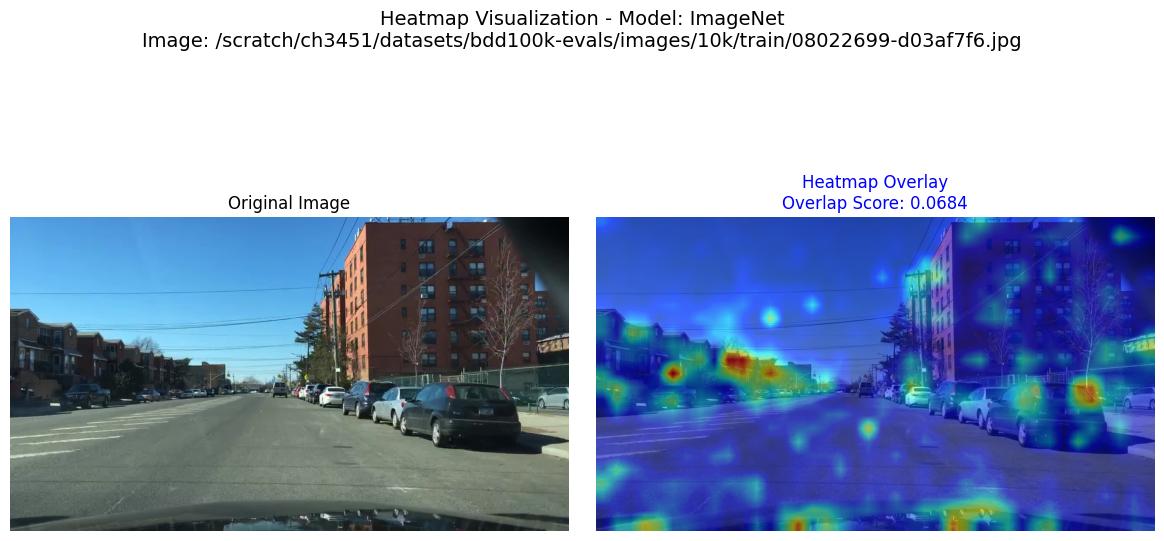 Heatmap Visualization - Model: ImageNet
Image: /scratch/ch3451/datasets/bdd100k-evals/images/10k/train/08022699-d03af7f6.jpg
Original Image
Heatmap Overlay
Overlap Score: 0.0684